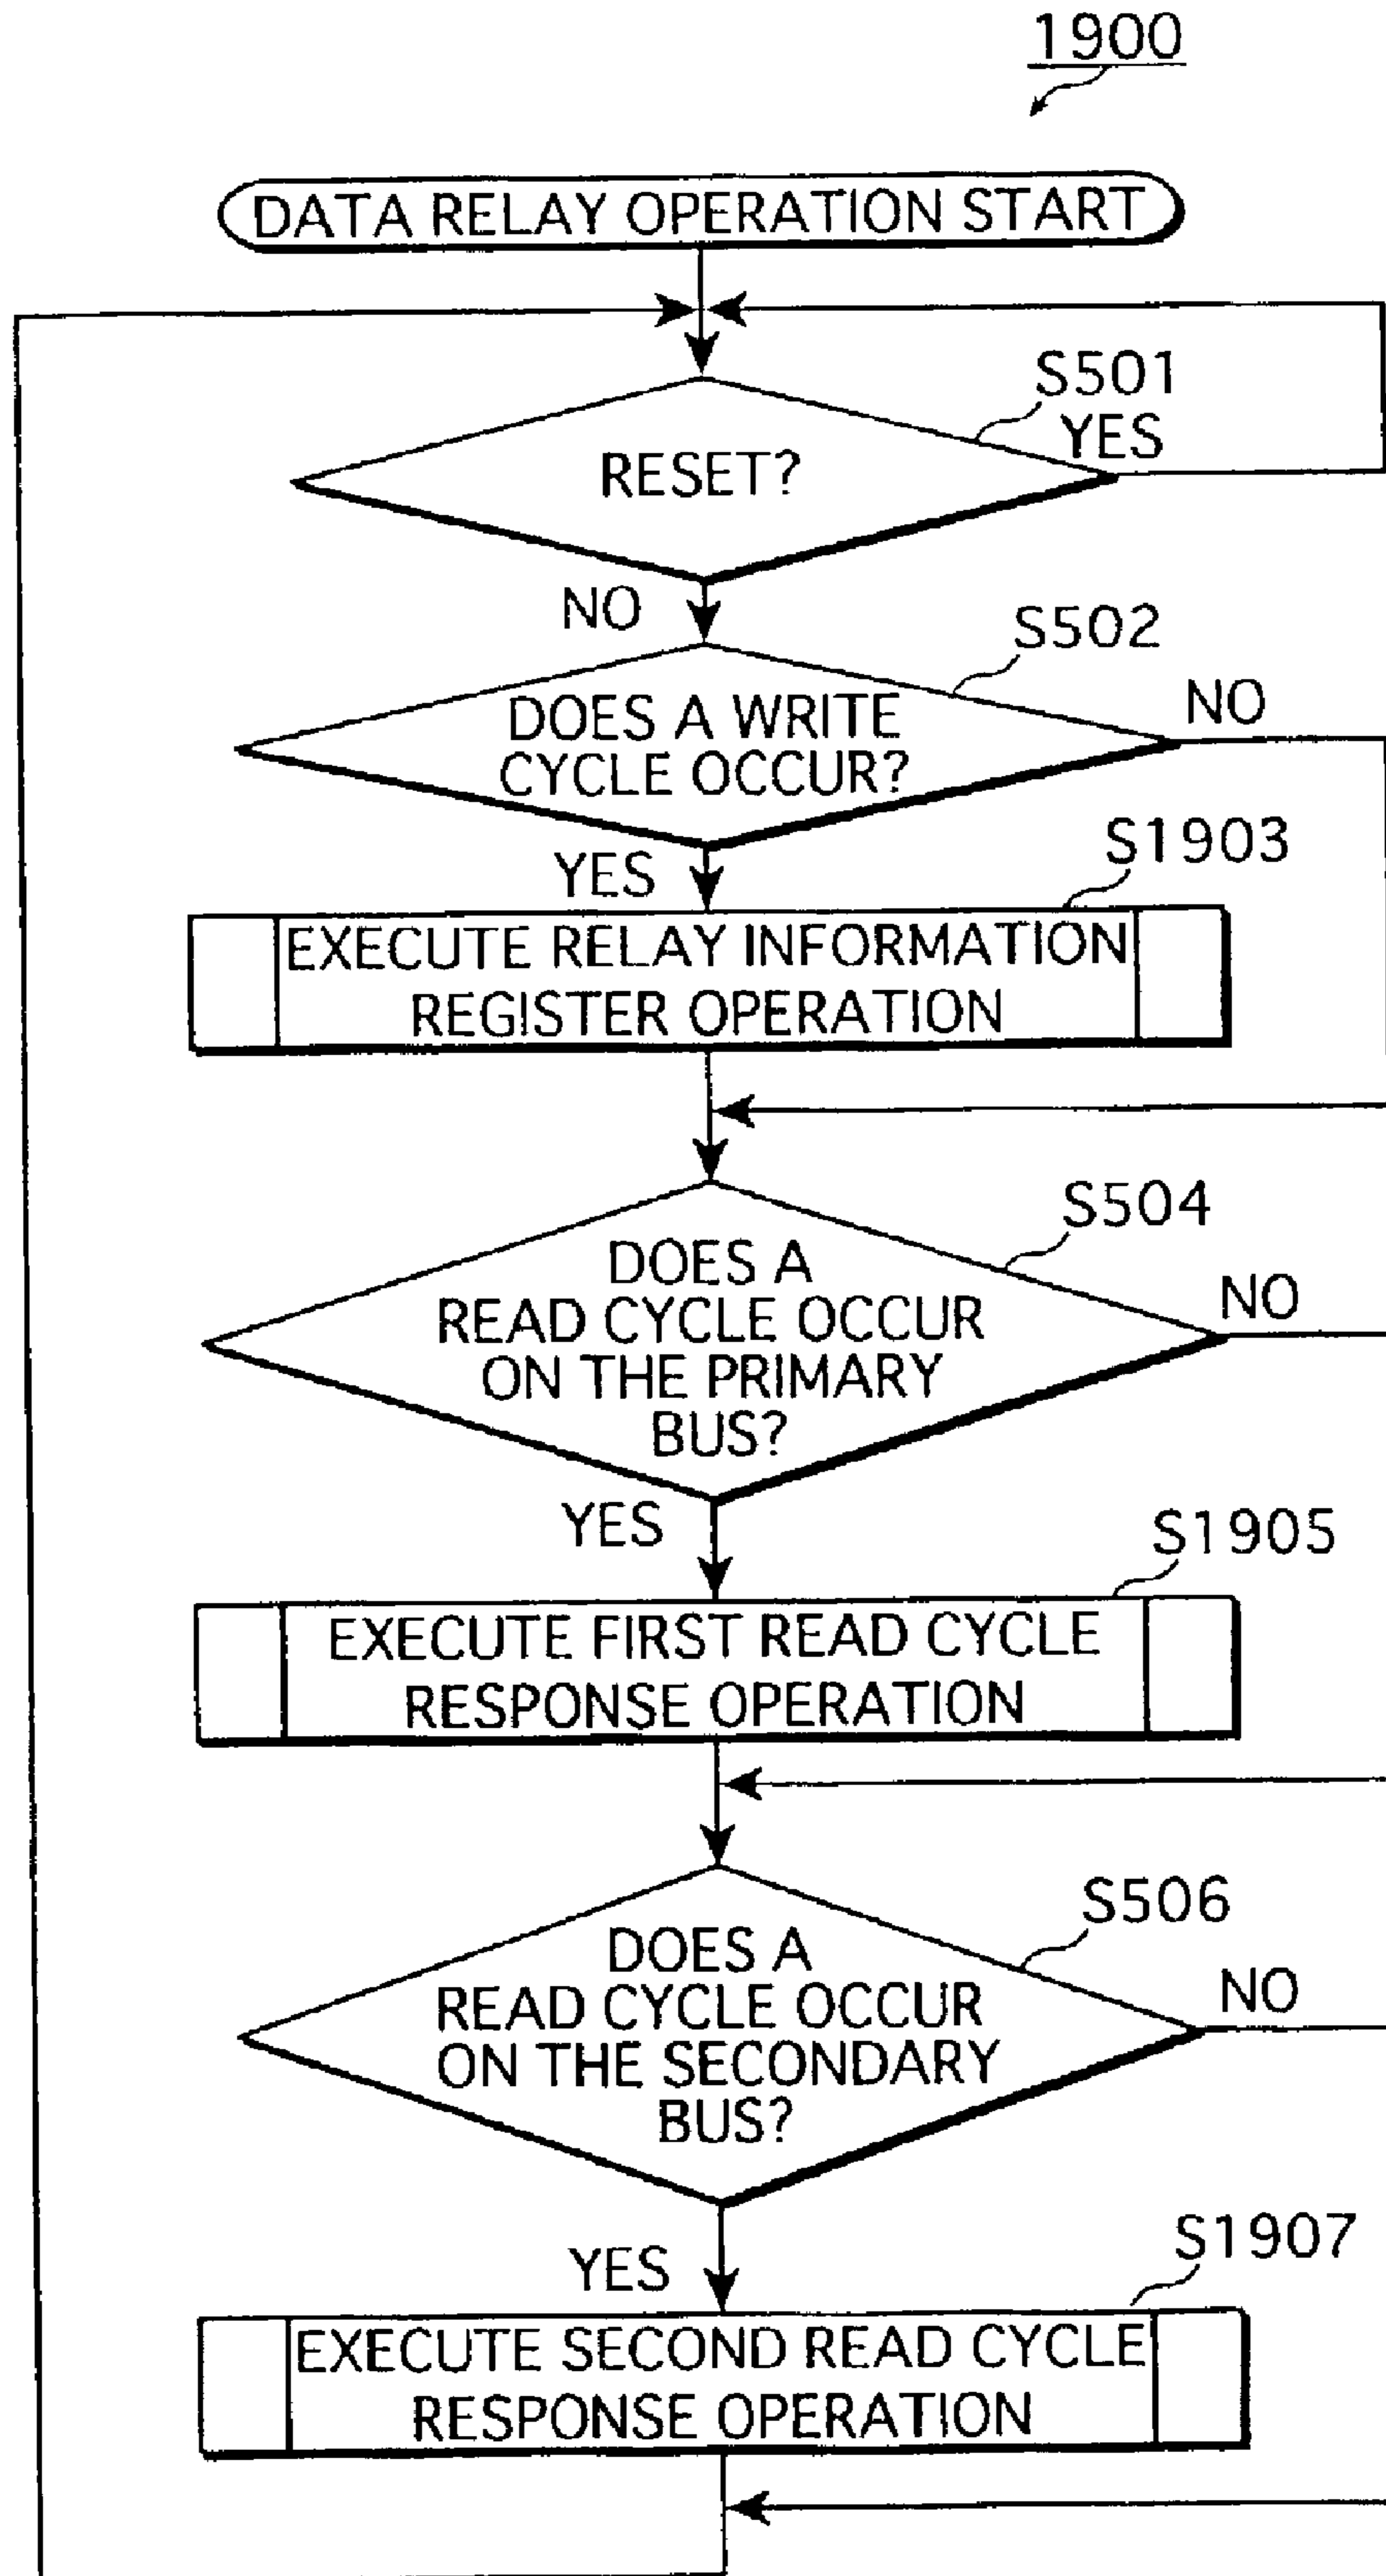 1900
DATA RELAY OPERATION START
S501
YES
RESET?
NO
S502
NO
DOES A WRITE
CYCLE OCCUR?
S1903
YES
EXECUTE RELAY INFORMATION
REGISTER OPERATION
S504
DOES A
NO
READ CYCLE OCCUR
ON THE PRIMARY
BUS?
YES
S1905
EXECUTE FIRST READ CYCLE
RESPONSE OPERATION
S506
DOES A
NO
READ CYCLE OCCUR
ON THE SECONDARY
BUS?
S1907
YES
EXECUTE SECOND READ CYCLE
RESPONSE OPERATION